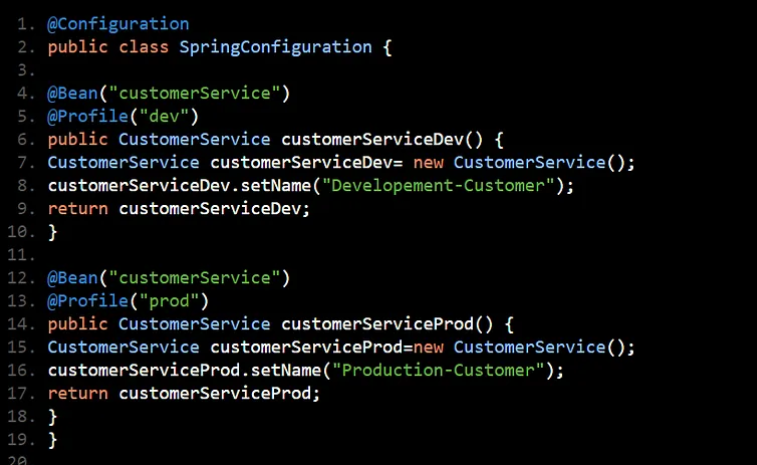 1. @Configuration
2. public class SpringConfiguration {
3.
4. @Bean("customerService")
5. @Profile("dev")
6. public CustomerService customerServiceDev() {
7. CustomerService customerServiceDev= new CustomerService();
8. customerServiceDev.setName("Developement-Customer");
9. return customerServiceDev;
10. }
11.
12. @Bean("customerService")
13. @Profile("prod")
14. public CustomerService customerServiceProd() {
15. CustomerService customerServiceProd=new CustomerService();
16. customerServiceProd.setName("Production-Customer");
17. return customerServiceProd;
18. }
19. }
20.